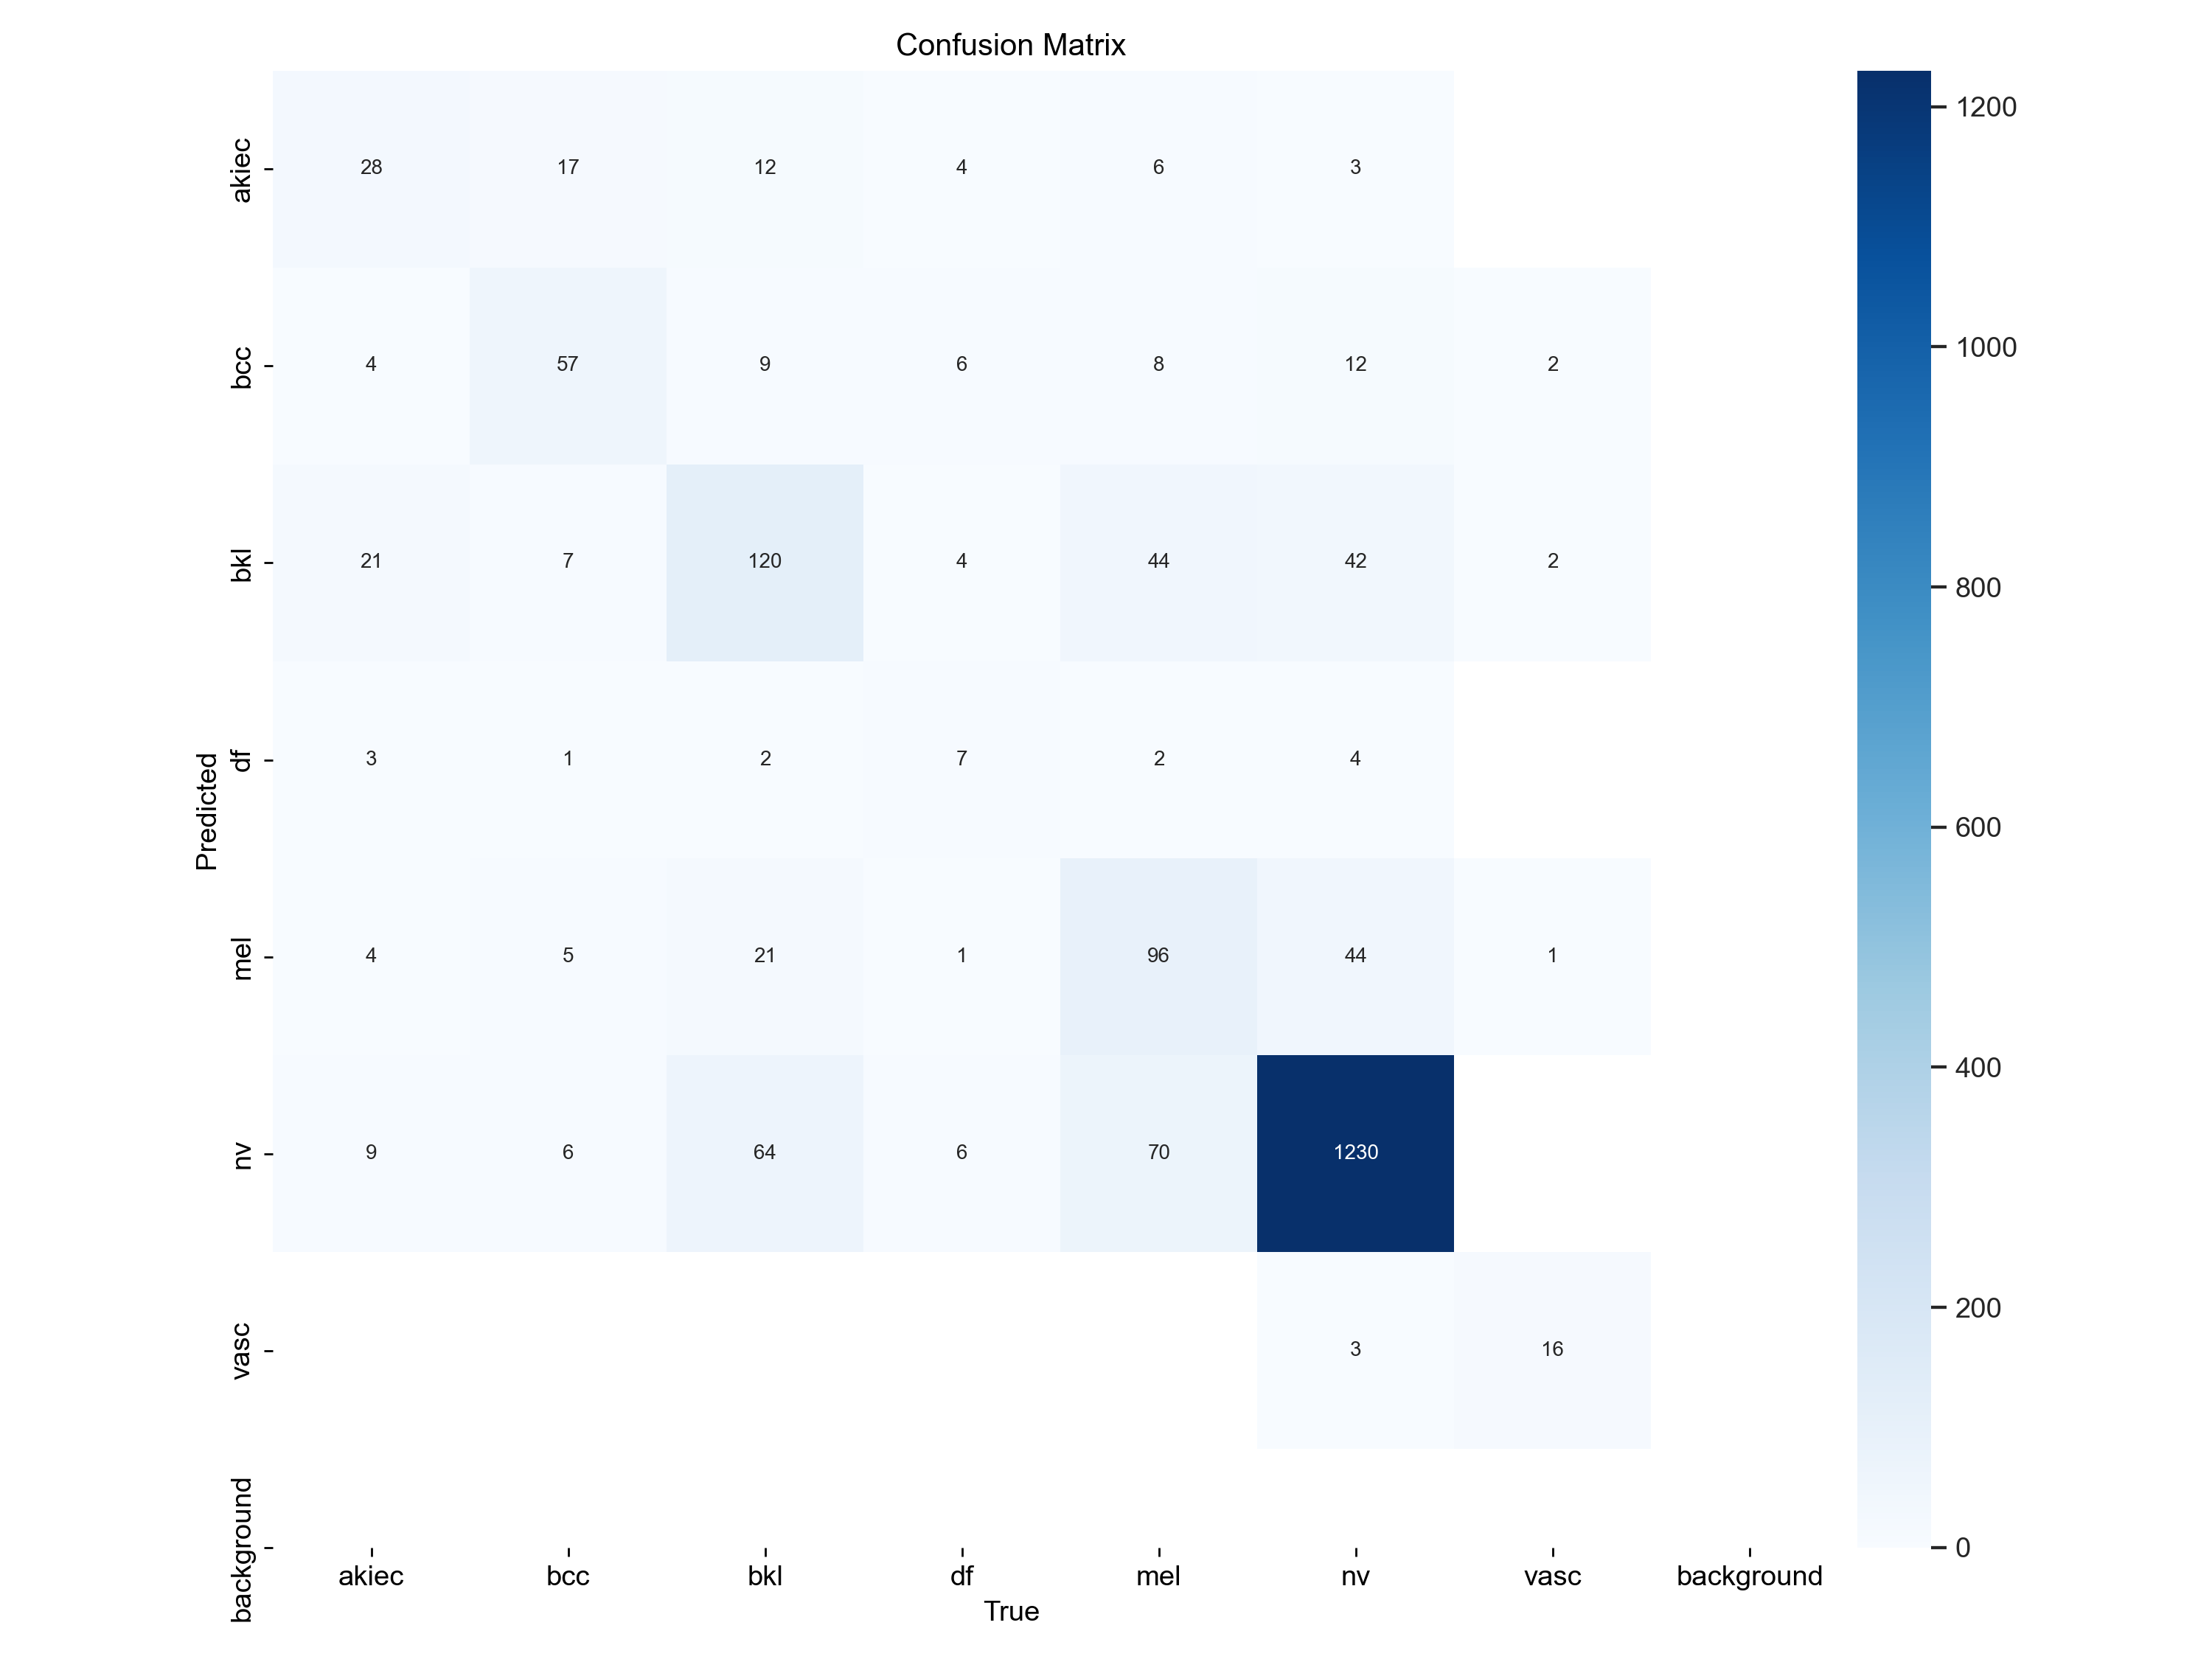 Confusion Matrix
Predicted
akiec 28 17 12 4 6 3
bcc 4 57 9 6 8 12 2
bkl 21 7 120 4 44 42 2
df 3 1 2 7 2 4
mel 4 5 21 1 96 44 1
nv 9 6 64 6 70 1230
vasc 3 16
background
akiec bcc bkl df mel nv vasc background
True
1200
1000
800
600
400
200
0